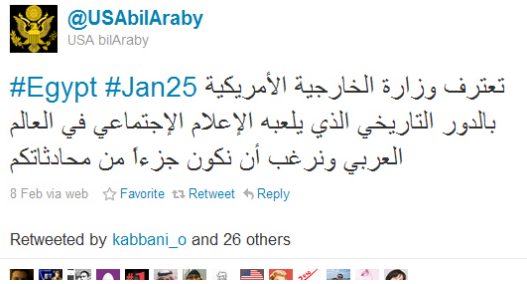 @USAbilAraby
USA bilAraby
#Egypt #Jan25 تعترف وزارة الخارجية الأمريكية
بالدور التاريخي الذي يلعبه الإعلام الإجتماعي في العالم
العربي ونرغب أن نكون جزءاً من محادثاتكم
8 Feb via web Favorite Retweet Reply
Retweeted by kabbani_o and 26 others